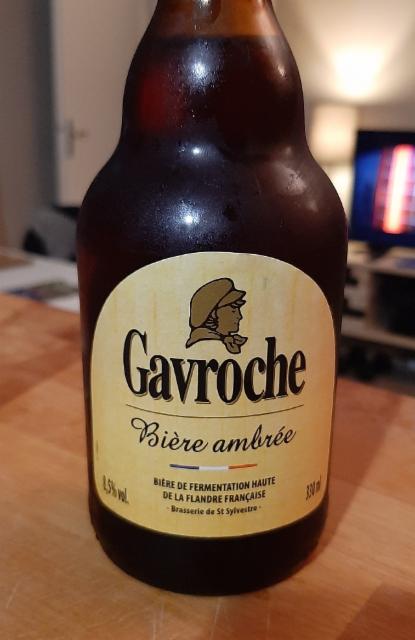 Gavroche
Bière ambrée
8,5% vol.
BIÈRE DE FERMENTATION HAUTE
DE LA FLANDRE FRANÇAISE
- Brasserie de St Sylvestre -
330 ml